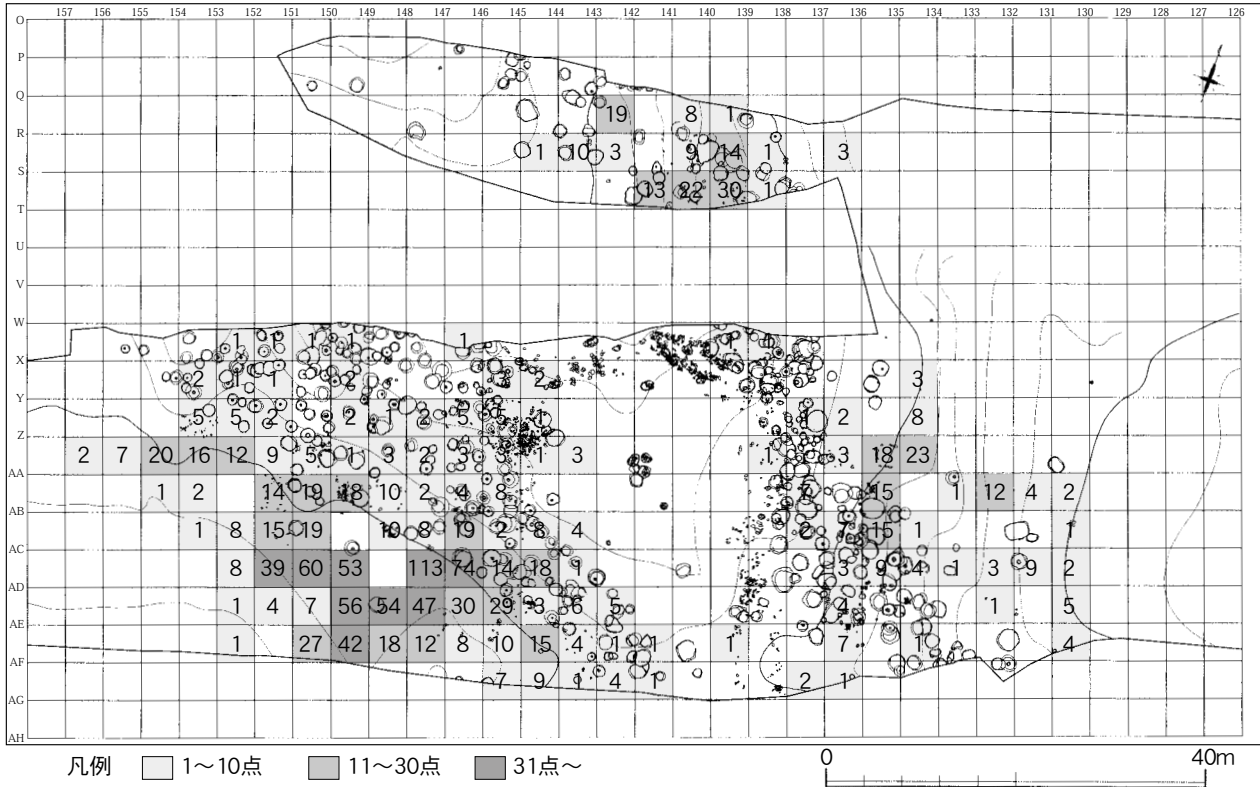 157 156 155 154 153 152 151 150 149 148 147 146 145 144 143 142 141 140 139 138 137 136 135 134 133 132 131 130 129 128 127 126
O
P
Q
19 8 1
R
1 10 3 9 14 1 3
S
13 22 30 1
T
U
V
W
1 1 1 1 1 1 1
X
2 1 1 2 3 2 3
Y
5 5 2 2 1 2 5 5 1 1 2 8
Z
2 7 20 16 12 9 5 1 3 2 3 3 1 3 1 3 18 23
AA
1 2 14 19 18 10 2 4 8 7 15 1 12 4 2
AB
1 8 15 19 10 8 19 2 8 4 2 7 15 1 1
AC
8 39 60 53 113 74 14 18 1 3 9 4 1 3 9 2
AD
1 4 7 56 54 47 30 29 3 6 5 4 1 5
AE
1 27 42 18 12 8 10 15 4 1 1 1 7 1 4
AF
7 9 1 4 1 2 1
AG
AH
凡例 1〜10点 11〜30点 31点〜
0 40m